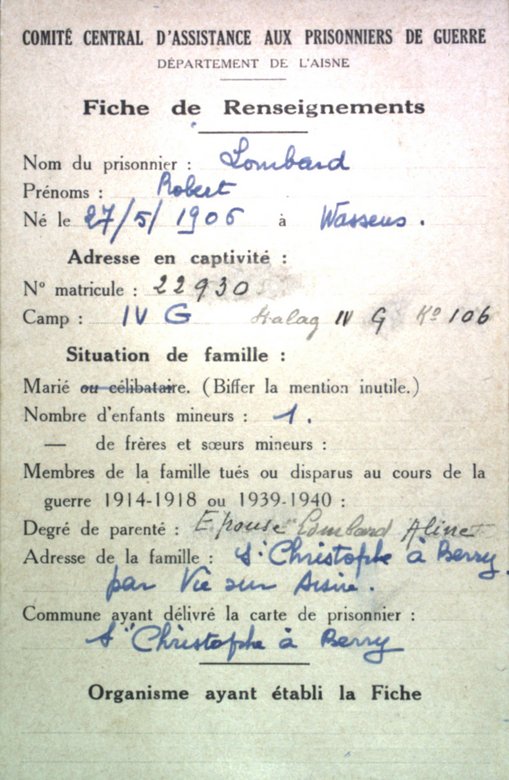 COMITÉ CENTRAL D'ASSISTANCE AUX PRISONNIERS DE GUERRE
DÉPARTEMENT DE L'AISNE
Fiche de Renseignements
Nom du prisonnier : Lombard
Prénoms : Robert
Né le 27/5/1906 à Wassens.
Adresse en captivité :
N° matricule : 22930
Camp : IV G Stalag IV G Ko 106
Situation de famille :
Marié ou célibataire. (Biffer la mention inutile.)
Nombre d'enfants mineurs : 1.
— de frères et sœurs mineurs :
Membres de la famille tués ou disparus au cours de la
guerre 1914-1918 ou 1939-1940 :
Degré de parenté : Epouse Lombard Aline
Adresse de la famille : St Christophe à Berry
par Vic sur Aisne.
Commune ayant délivré la carte de prisonnier :
St Christophe à Berry
Organisme ayant établi la Fiche